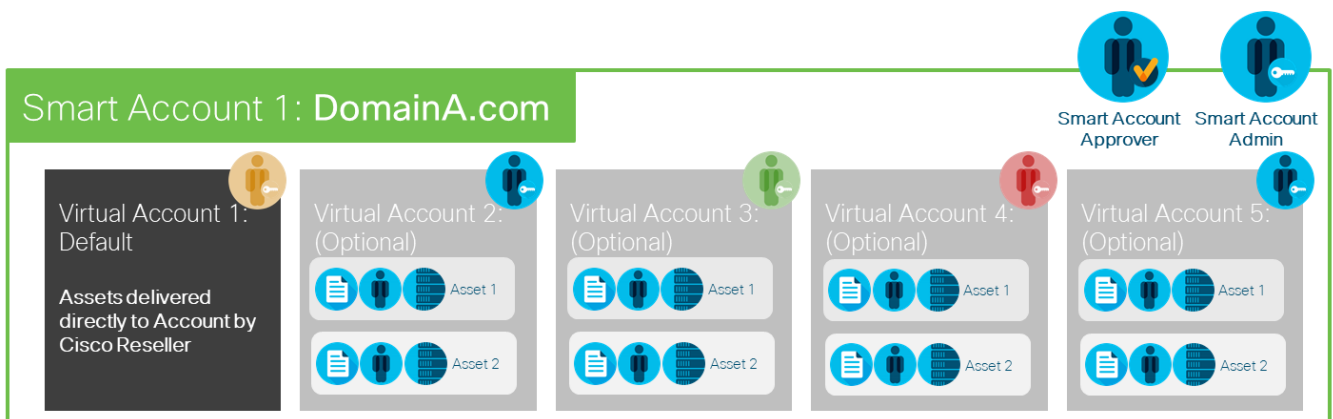 Smart Account 1: DomainA.com
Smart Account
Approver
Smart Account
Admin
Virtual Account 1:
Default
Assets delivered
directly to Account by
Cisco Reseller
Virtual Account 2:
(Optional)
Asset 1
Asset 2
Virtual Account 3:
(Optional)
Asset 1
Asset 2
Virtual Account 4:
(Optional)
Asset 1
Asset 2
Virtual Account 5:
(Optional)
Asset 1
Asset 2